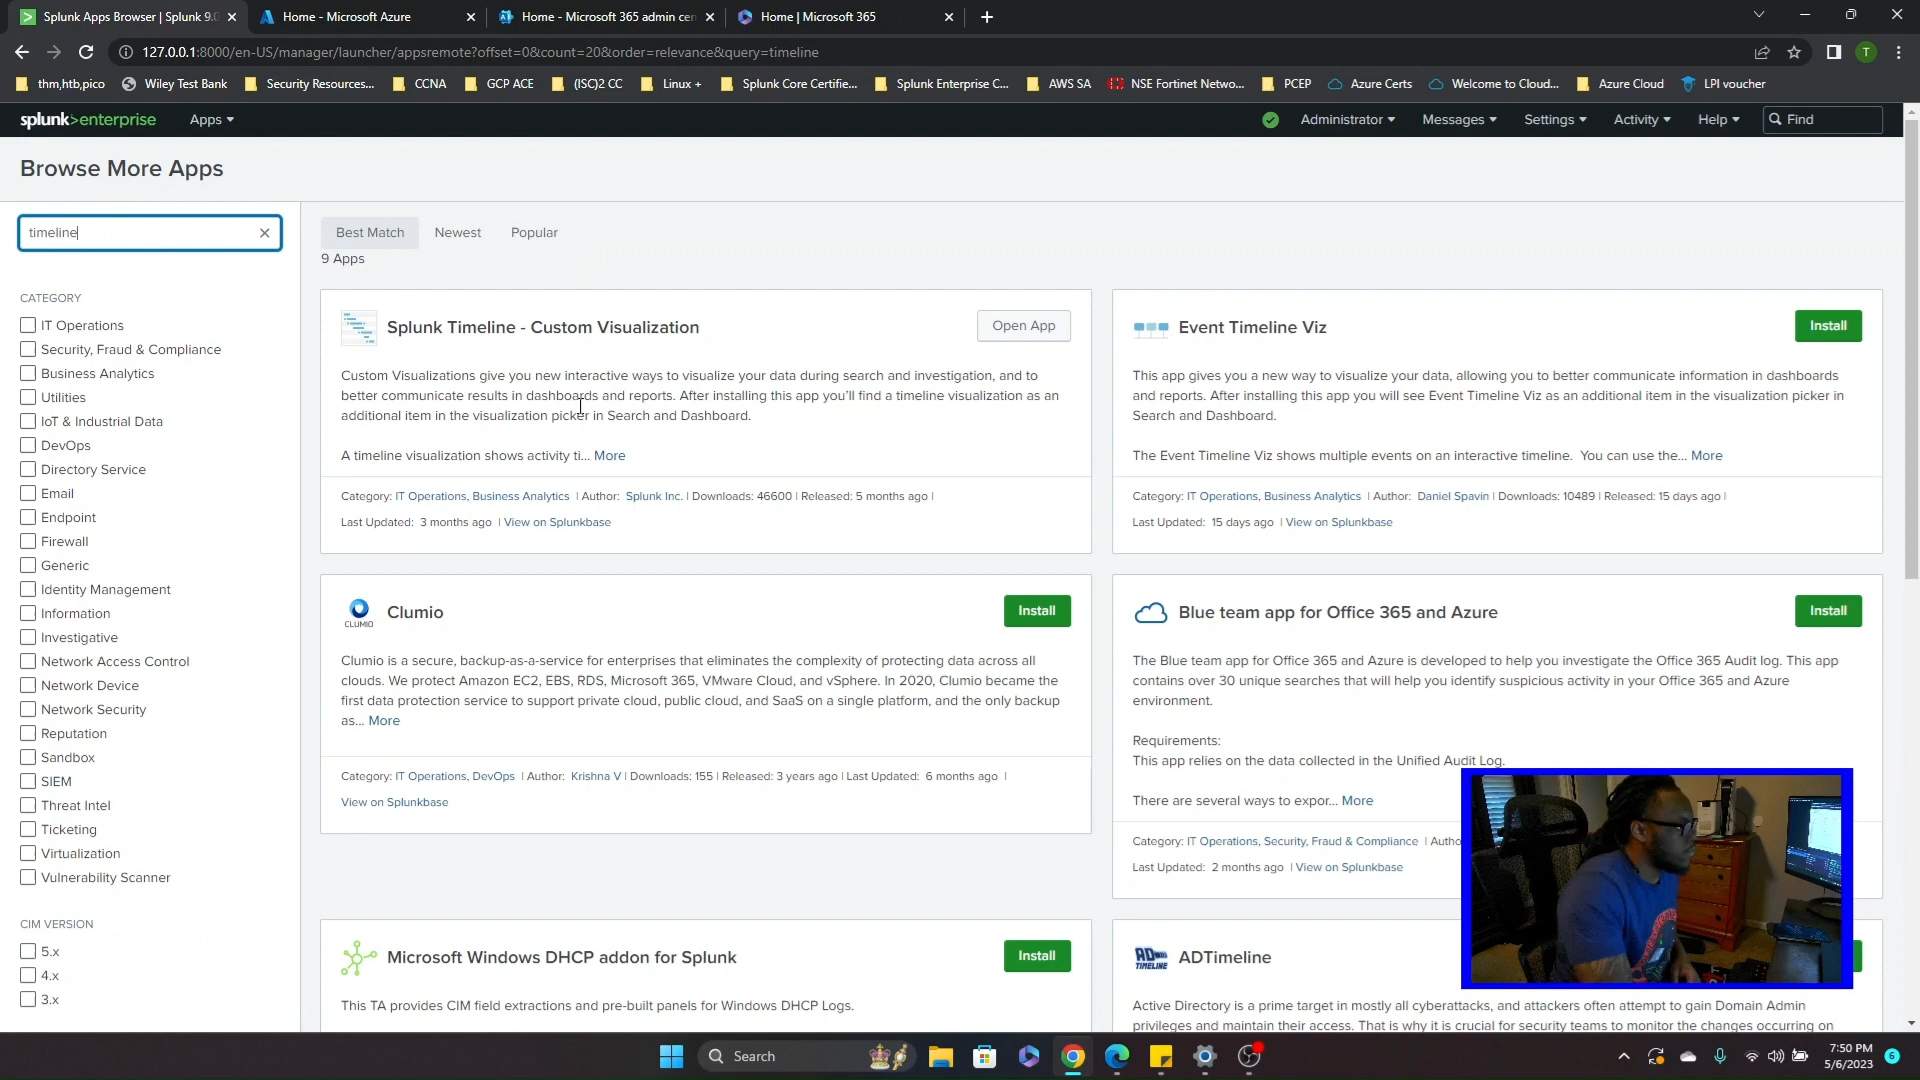 Splunk Apps Browser | Splunk 9.0
Home - Microsoft Azure
Home - Microsoft 365 admin cen
Home | Microsoft 365
127.0.0.1:8000/en-US/manager/launcher/appsremote?offset=0&count=20&order=relevance&query=timeline
T
thm,htb,pico
Wiley Test Bank
Security Resources...
CCNA
GCP ACE
(ISC)2 CC
Linux +
Splunk Core Certifie...
Splunk Enterprise C...
AWS SA
NSE Fortinet Netwo...
PCEP
Azure Certs
Welcome to Cloud...
Azure Cloud
LPI voucher
splunk>enterprise
Apps
Administrator
Messages
Settings
Activity
Help
Find
Browse More Apps
timeline
Best Match
Newest
Popular
9 Apps
CATEGORY
IT Operations
Security, Fraud & Compliance
Business Analytics
Utilities
IoT & Industrial Data
DevOps
Directory Service
Email
Endpoint
Firewall
Generic
Identity Management
Information
Investigative
Network Access Control
Network Device
Network Security
Reputation
Sandbox
SIEM
Threat Intel
Ticketing
Virtualization
Vulnerability Scanner
CIM VERSION
5.x
4.x
3.x
Splunk Timeline - Custom Visualization
Open App
Custom Visualizations give you new interactive ways to visualize your data during search and investigation, and to
better communicate results in dashboards and reports. After installing this app you'll find a timeline visualization as an
additional item in the visualization picker in Search and Dashboard.
A timeline visualization shows activity ti... More
Category: IT Operations, Business Analytics | Author: Splunk Inc. | Downloads: 46600 | Released: 5 months ago |
Last Updated: 3 months ago | View on Splunkbase
Event Timeline Viz
Install
This app gives you a new way to visualize your data, allowing you to better communicate information in dashboards
and reports. After installing this app you will see Event Timeline Viz as an additional item in the visualization picker in
Search and Dashboard.
The Event Timeline Viz shows multiple events on an interactive timeline. You can use the... More
Category: IT Operations, Business Analytics | Author: Daniel Spavin | Downloads: 10489 | Released: 15 days ago |
Last Updated: 15 days ago | View on Splunkbase
CLUMIO
Clumio
Install
Clumio is a secure, backup-as-a-service for enterprises that eliminates the complexity of protecting data across all
clouds. We protect Amazon EC2, EBS, RDS, Microsoft 365, VMware Cloud, and vSphere. In 2020, Clumio became the
first data protection service to support private cloud, public cloud, and SaaS on a single platform, and the only backup
as... More
Category: IT Operations, DevOps | Author: Krishna V | Downloads: 155 | Released: 3 years ago | Last Updated: 6 months ago |
View on Splunkbase
Blue team app for Office 365 and Azure
Install
The Blue team app for Office 365 and Azure is developed to help you investigate the Office 365 Audit log. This app
contains over 30 unique searches that will help you identify suspicious activity in your Office 365 and Azure
environment.
Requirements:
This app relies on the data collected in the Unified Audit Log.
There are several ways to expor... More
Category: IT Operations, Security, Fraud & Compliance | Autho
Last Updated: 2 months ago | View on Splunkbase
Microsoft Windows DHCP addon for Splunk
Install
This TA provides CIM field extractions and pre-built panels for Windows DHCP Logs.
AD
TIMELINE
ADTimeline
Active Directory is a prime target in mostly all cyberattacks, and attackers often attempt to gain Domain Admin
privileges and maintain their access. That is why it is crucial for security teams to monitor the changes occurring on
Search
7:50 PM
5/6/2023
6